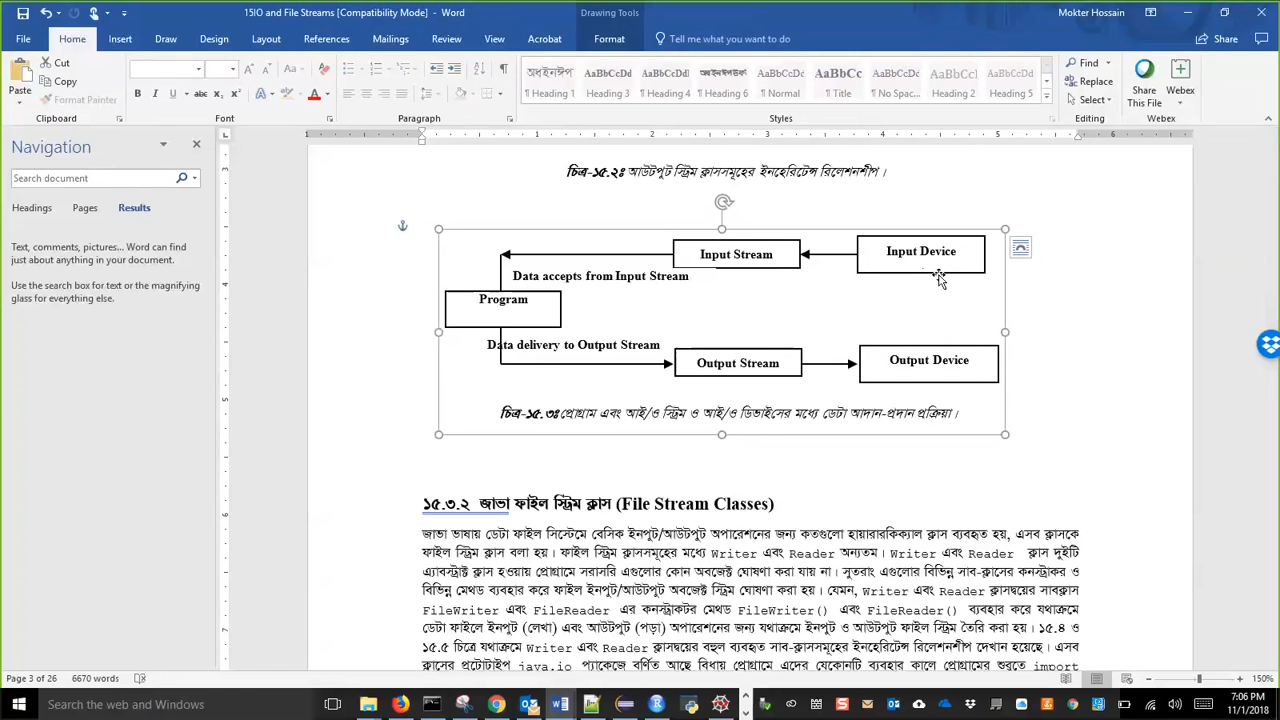 15IO and File Streams [Compatibility Mode] - Word
Drawing Tools
Mokter Hossain
File Home Insert Draw Design Layout References Mailings Review View Acrobat Format Tell me what you want to do Share
Paste
Cut
Copy
Format Painter
Clipboard
B I U abc X₂ X² A A
Aa
Font
Paragraph
AaBbCcDd AaBbCcDd AaBbCcDd AaBbCc AaBbCcDd AaBbCcDd AaBbCcDd
¶ Heading 1 ¶ Heading 3 ¶ Heading 4 ¶ Heading 6 ¶ Normal ¶ Title ¶ No Spac... ¶ Heading 2 ¶ Heading 5
Styles
Find
Replace
Select
Editing
Share This File
Webex
Webex
Navigation
Search document
Headings Pages Results
Text, comments, pictures... Word can find
just about anything in your document.
Use the search box for text or the magnifying
glass for everything else.
চিত্র-১৫.২ঃ আউটপুট স্ট্রিম ক্লাসসমূহের ইনহেরিটেন্স রিলেশনশীপ।
Input Stream
Input Device
Data accepts from Input Stream
Program
Data delivery to Output Stream
Output Stream
Output Device
চিত্র-১৫.৩ঃ প্রোগ্রাম এবং আই/ও স্ট্রিম ও আই/ও ডিভাইসের মধ্যে ডেটা আদান-প্রদান প্রক্রিয়া।
১৫.৩.২ জাভা ফাইল স্ট্রিম ক্লাস (File Stream Classes)
জাভা ভাষায় ডেটা ফাইল সিস্টেমে বেসিক ইনপুট/আউটপুট অপারেশনের জন্য কতগুলো হায়ারারকিক্যাল ক্লাস ব্যবহৃত হয়, এসব ক্লাসকে
ফাইল স্ট্রিম ক্লাস বলা হয়। ফাইল স্ট্রিম ক্লাসসমূহের মধ্যে Writer এবং Reader অন্যতম। Writer এবং Reader ক্লাস দুইটি
এ্যাবস্ট্রাক্ট ক্লাস হওয়ায় প্রোগ্রামে সরাসরি এগুলোর কোন অবজেক্ট ঘোষণা করা যায় না। সুতরাং এগুলোর বিভিন্ন সাব-ক্লাসের কনস্ট্রাকর ও
বিভিন্ন মেথড ব্যবহার করে ফাইল ইনপুট/আউটপুট অবজেক্ট স্ট্রিম ঘোষণা করা হয়। যেমন, Writer এবং Reader ক্লাসদ্বয়ের সাবক্লাস
FileWriter এবং FileReader এর কনস্ট্রাকটর মেথড FileWriter() এবং FileReader() ব্যবহার করে যথাক্রমে
ডেটা ফাইলে ইনপুট (লেখা) এবং আউটপুট (পড়া) অপারেশনের জন্য যথাক্রমে ইনপুট ও আউটপুট ফাইল স্ট্রিম তৈরি করা হয়। ১৫.৪ ও
১৫.৫ চিত্রে যথাক্রমে Writer এবং Reader ক্লাসদ্বয়ের বহুল ব্যবহৃত সাব-ক্লাসসমূহের ইনহেরিটেন্স রিলেশনশীপ দেখান হয়েছে। এসব
ক্লাসের প্রটোটাইপ java.io প্যাকেজে বর্ণিত আছে বিধায় প্রোগ্রামে এদের যেকোনটি ব্যবহার কালে প্রোগ্রামের শুরুতে import
Page 3 of 26 6670 words 150%
Search the web and Windows
7:06 PM
11/1/2018